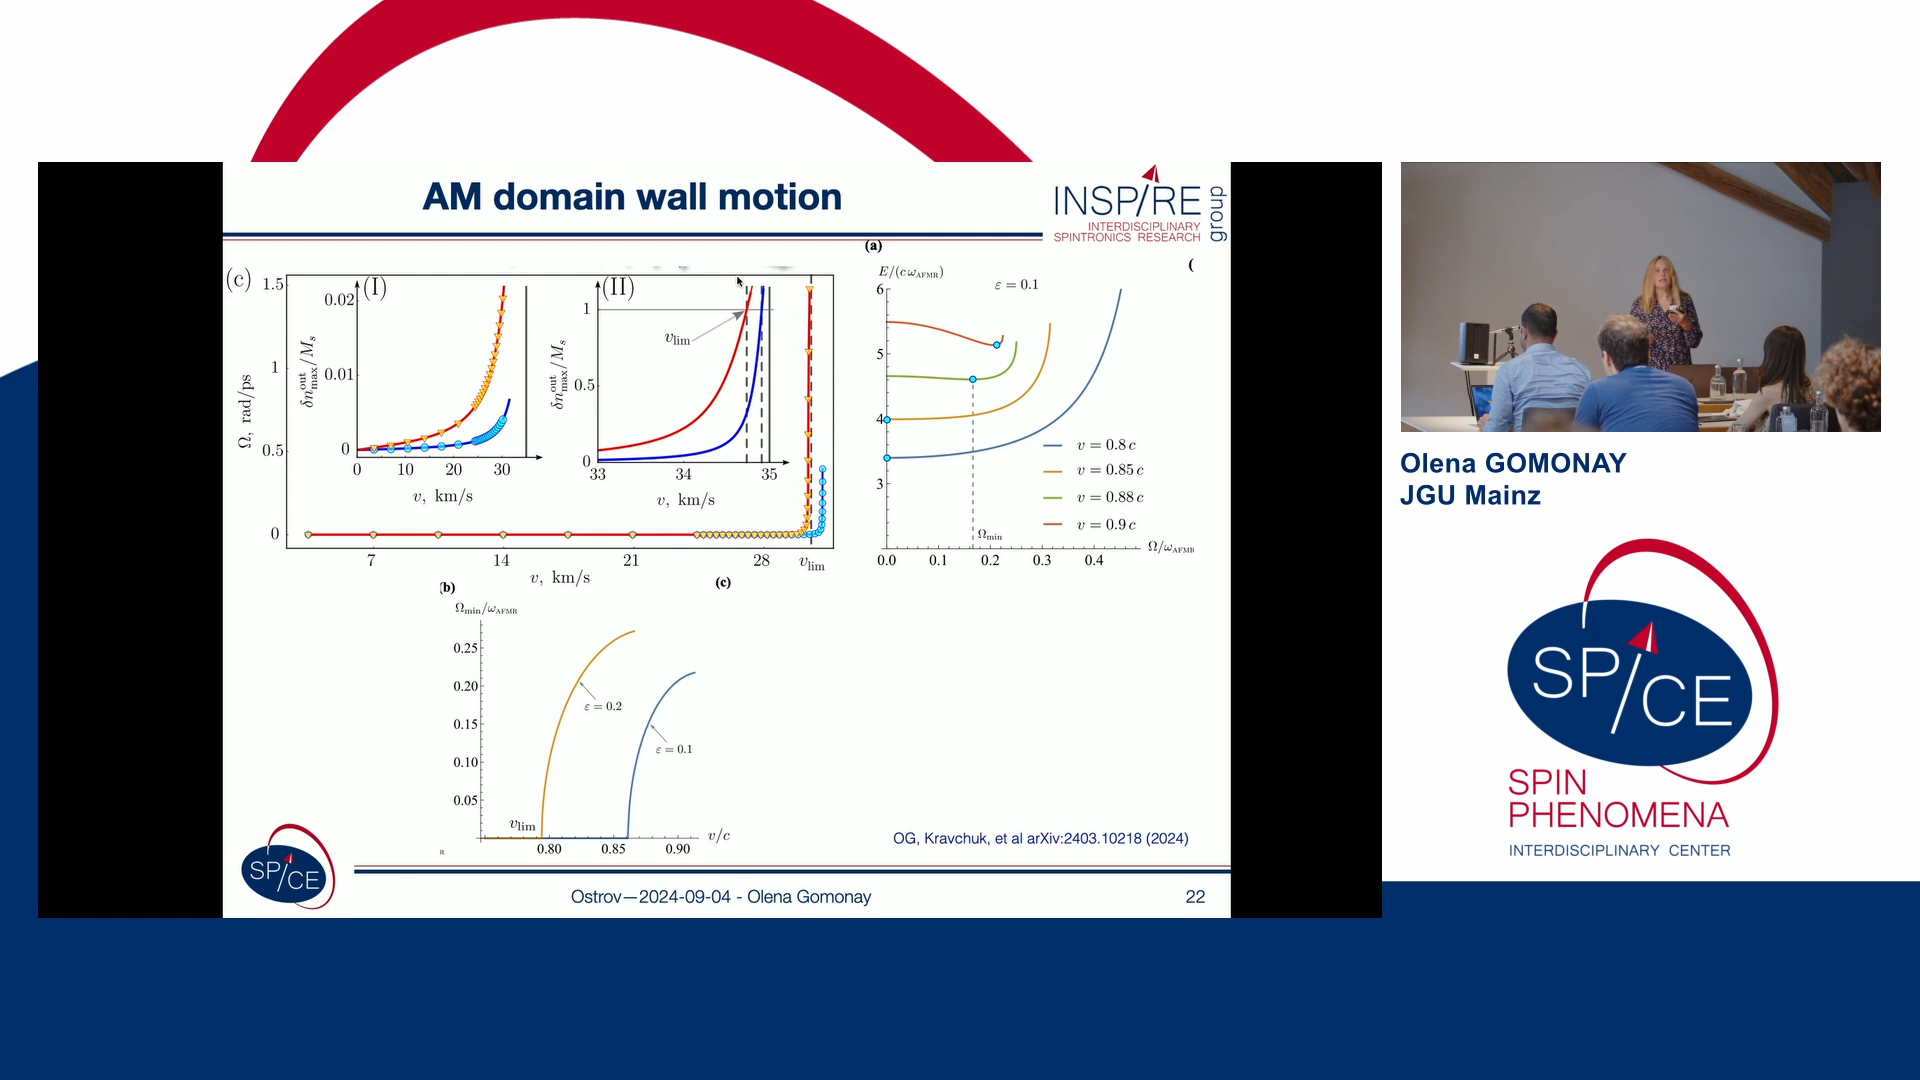 AM domain wall motion
INSP/RE
group
INTERDISCIPLINARY
SPINTRONICS RESEARCH
(c)
1.5
1
0.5
0
Ω, rad/ps
7
14
21
28
v_lim
v, km/s
(I)
0.02
0.01
0
δn^out_max/M_s
0
10
20
30
v, km/s
(II)
1
0.5
0
δn^out_max/M_s
v_lim
33
34
35
v, km/s
(a)
(
E/(c ω_AFMR)
ε = 0.1
6
5
4
3
v = 0.8 c
v = 0.85 c
v = 0.88 c
v = 0.9 c
Ω_min
Ω/ω_AFMR
0.0
0.1
0.2
0.3
0.4
(b)
(c)
Ω_min/ω_AFMR
0.25
0.20
0.15
0.10
0.05
ε = 0.2
ε = 0.1
v_lim
v/c
0.80
0.85
0.90
R
OG, Kravchuk, et al arXiv:2403.10218 (2024)
SP/CE
Ostrov—2024-09-04 - Olena Gomonay
22
Olena GOMONAY
JGU Mainz
SP/CE
SPIN
PHENOMENA
INTERDISCIPLINARY CENTER